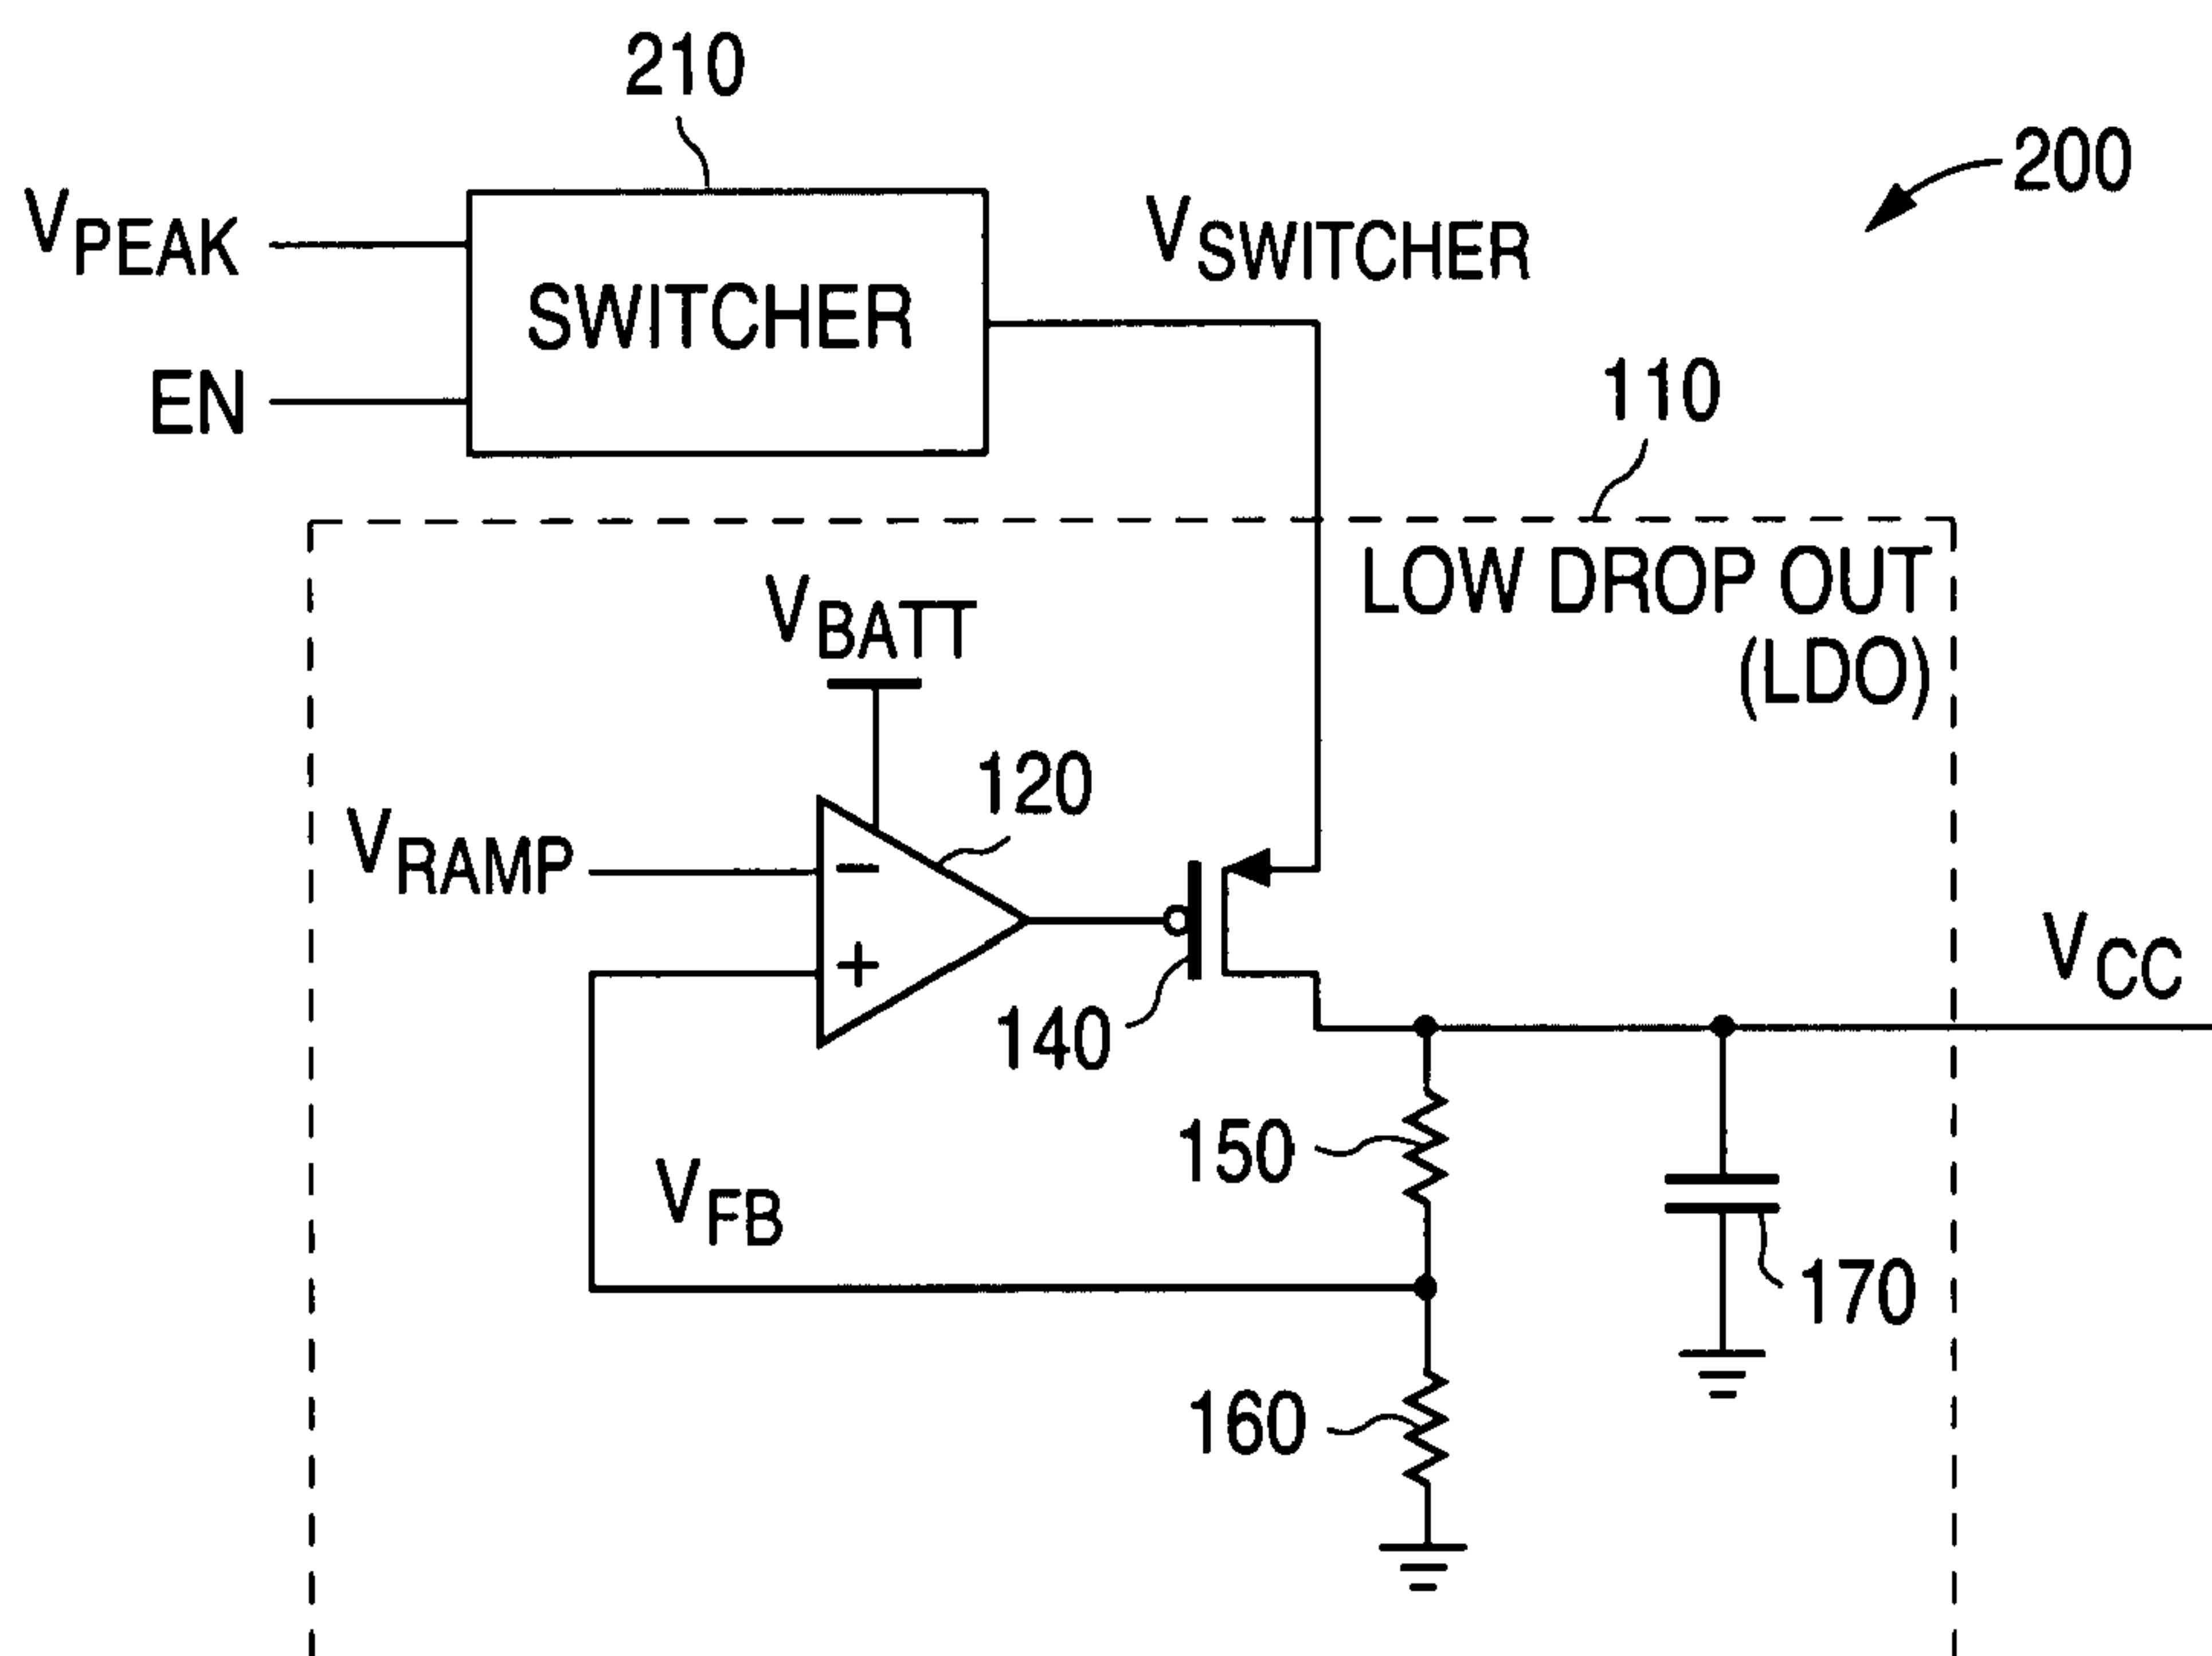 210
200
VPEAK
SWITCHER
EN
VSWITCHER
110
LOW DROP OUT
(LDO)
VBATT
120
VRAMP
−
+
140
VCC
150
VFB
170
160